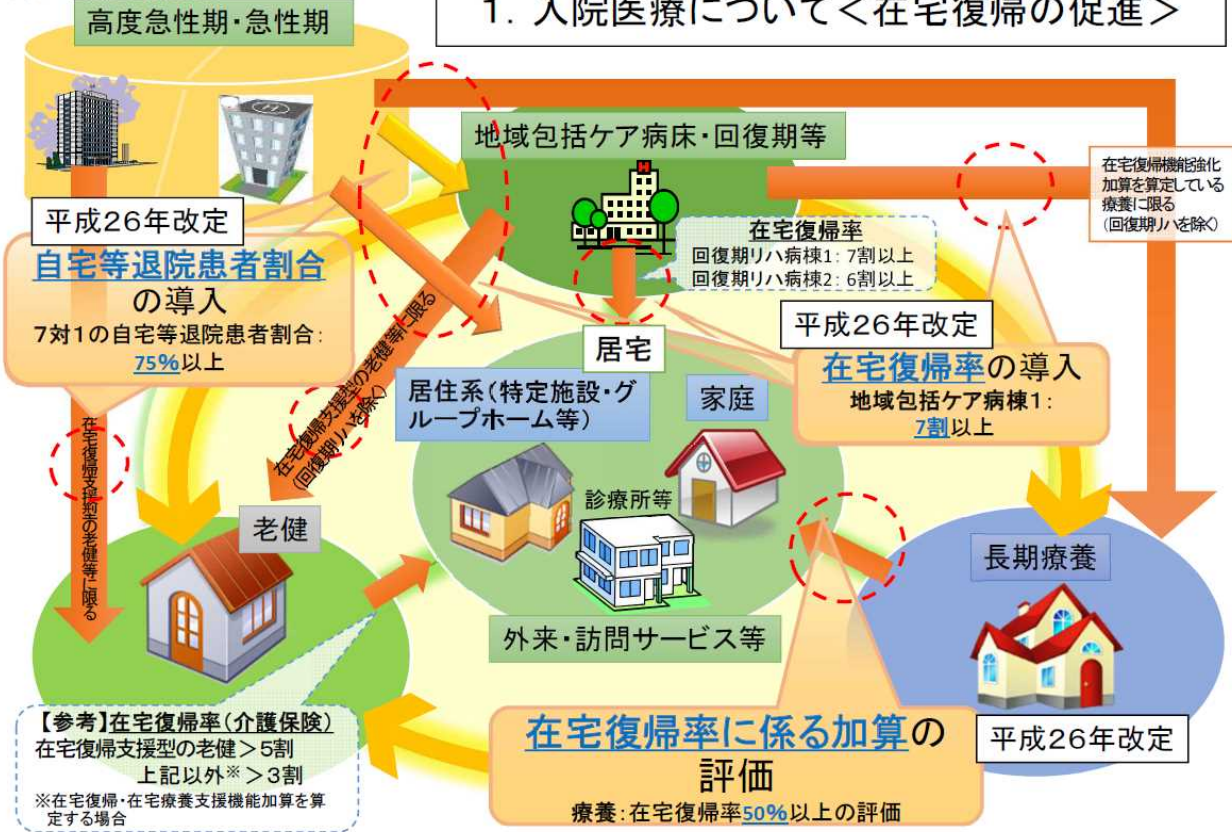 1. 入院医療について＜在宅復帰の促進＞
高度急性期・急性期
地域包括ケア病床・回復期等
在宅復帰機能強化
加算を算定している
療養に限る
（回復期リハを除く）
平成26年改定
自宅等退院患者割合
の導入
7対1の自宅等退院患者割合：
75％以上
在宅復帰率
回復期リハ病棟1：7割以上
回復期リハ病棟2：6割以上
平成26年改定
在宅復帰率の導入
地域包括ケア病棟1：
7割以上
在宅復帰支援型の老健等に限る
（回復期リハを除く）
居宅
居住系（特定施設・グ
ループホーム等）
家庭
診療所等
外来・訪問サービス等
在宅復帰支援型の老健等に限る
老健
長期療養
【参考】在宅復帰率（介護保険）
在宅復帰支援型の老健＞5割
上記以外※＞3割
※在宅復帰・在宅療養支援機能加算を算
定する場合
在宅復帰率に係る加算の
評価
療養：在宅復帰率50％以上の評価
平成26年改定
H
H